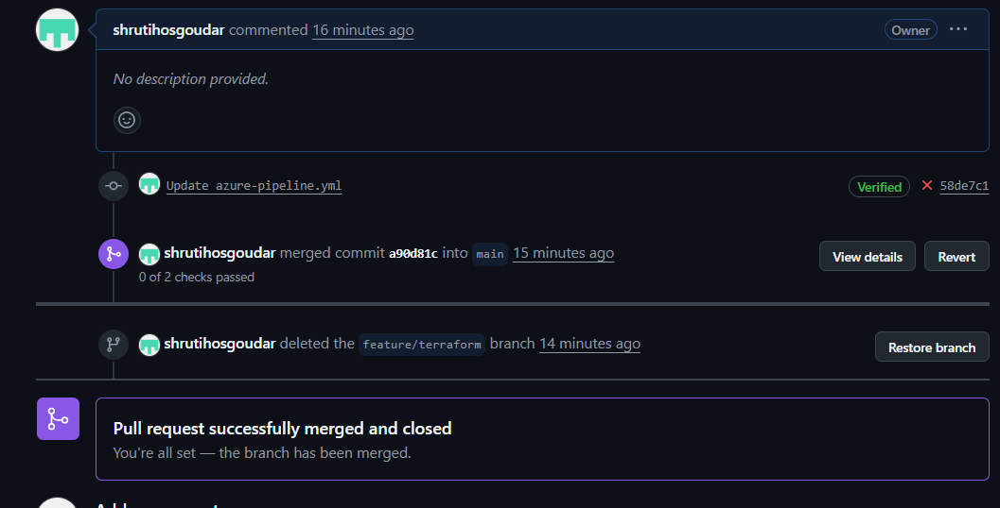 shrutihosgoudar commented 16 minutes ago Owner ...
No description provided.
Update azure-pipeline.yml Verified 58de7c1
shrutihosgoudar merged commit a90d81c into main 15 minutes ago View details Revert
0 of 2 checks passed
shrutihosgoudar deleted the feature/terraform branch 14 minutes ago Restore branch
Pull request successfully merged and closed
You're all set — the branch has been merged.